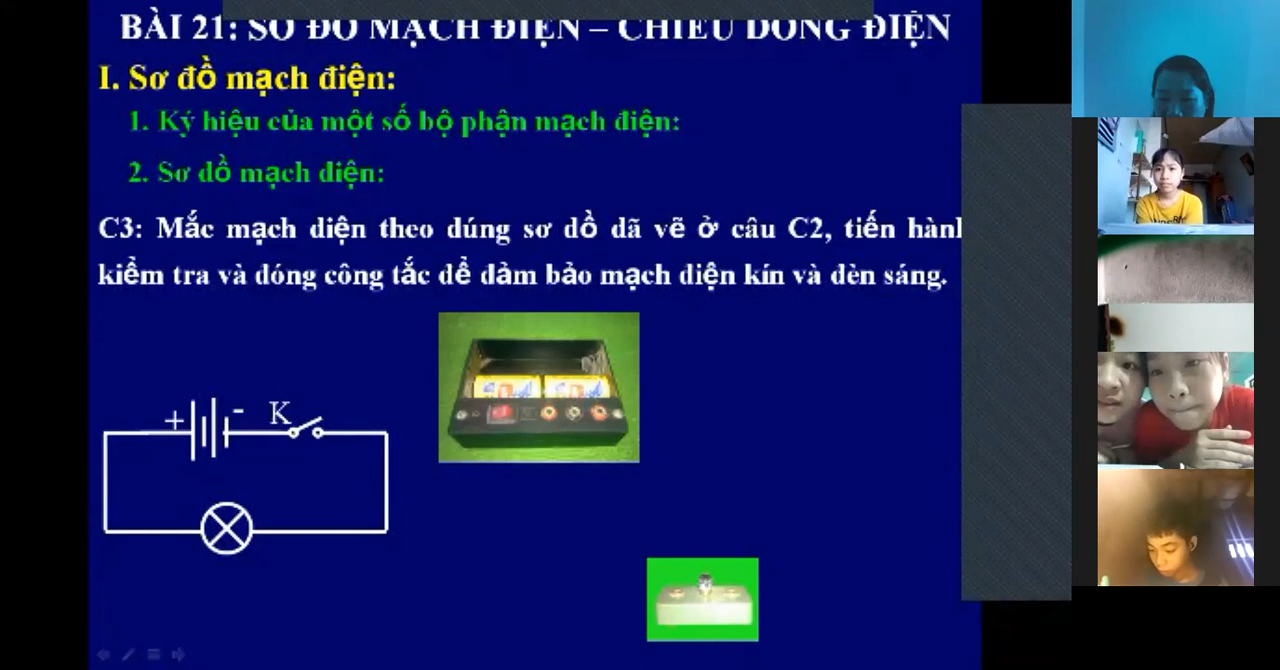 BÀI 21: SƠ ĐỒ MẠCH ĐIỆN – CHIỀU DÒNG ĐIỆN
I. Sơ đồ mạch điện:
1. Ký hiệu của một số bộ phận mạch điện:
2. Sơ đồ mạch điện:
C3: Mắc mạch điện theo đúng sơ đồ đã vẽ ở câu C2, tiến hành
kiểm tra và đóng công tắc để đảm bảo mạch điện kín và đèn sáng.
+ - K